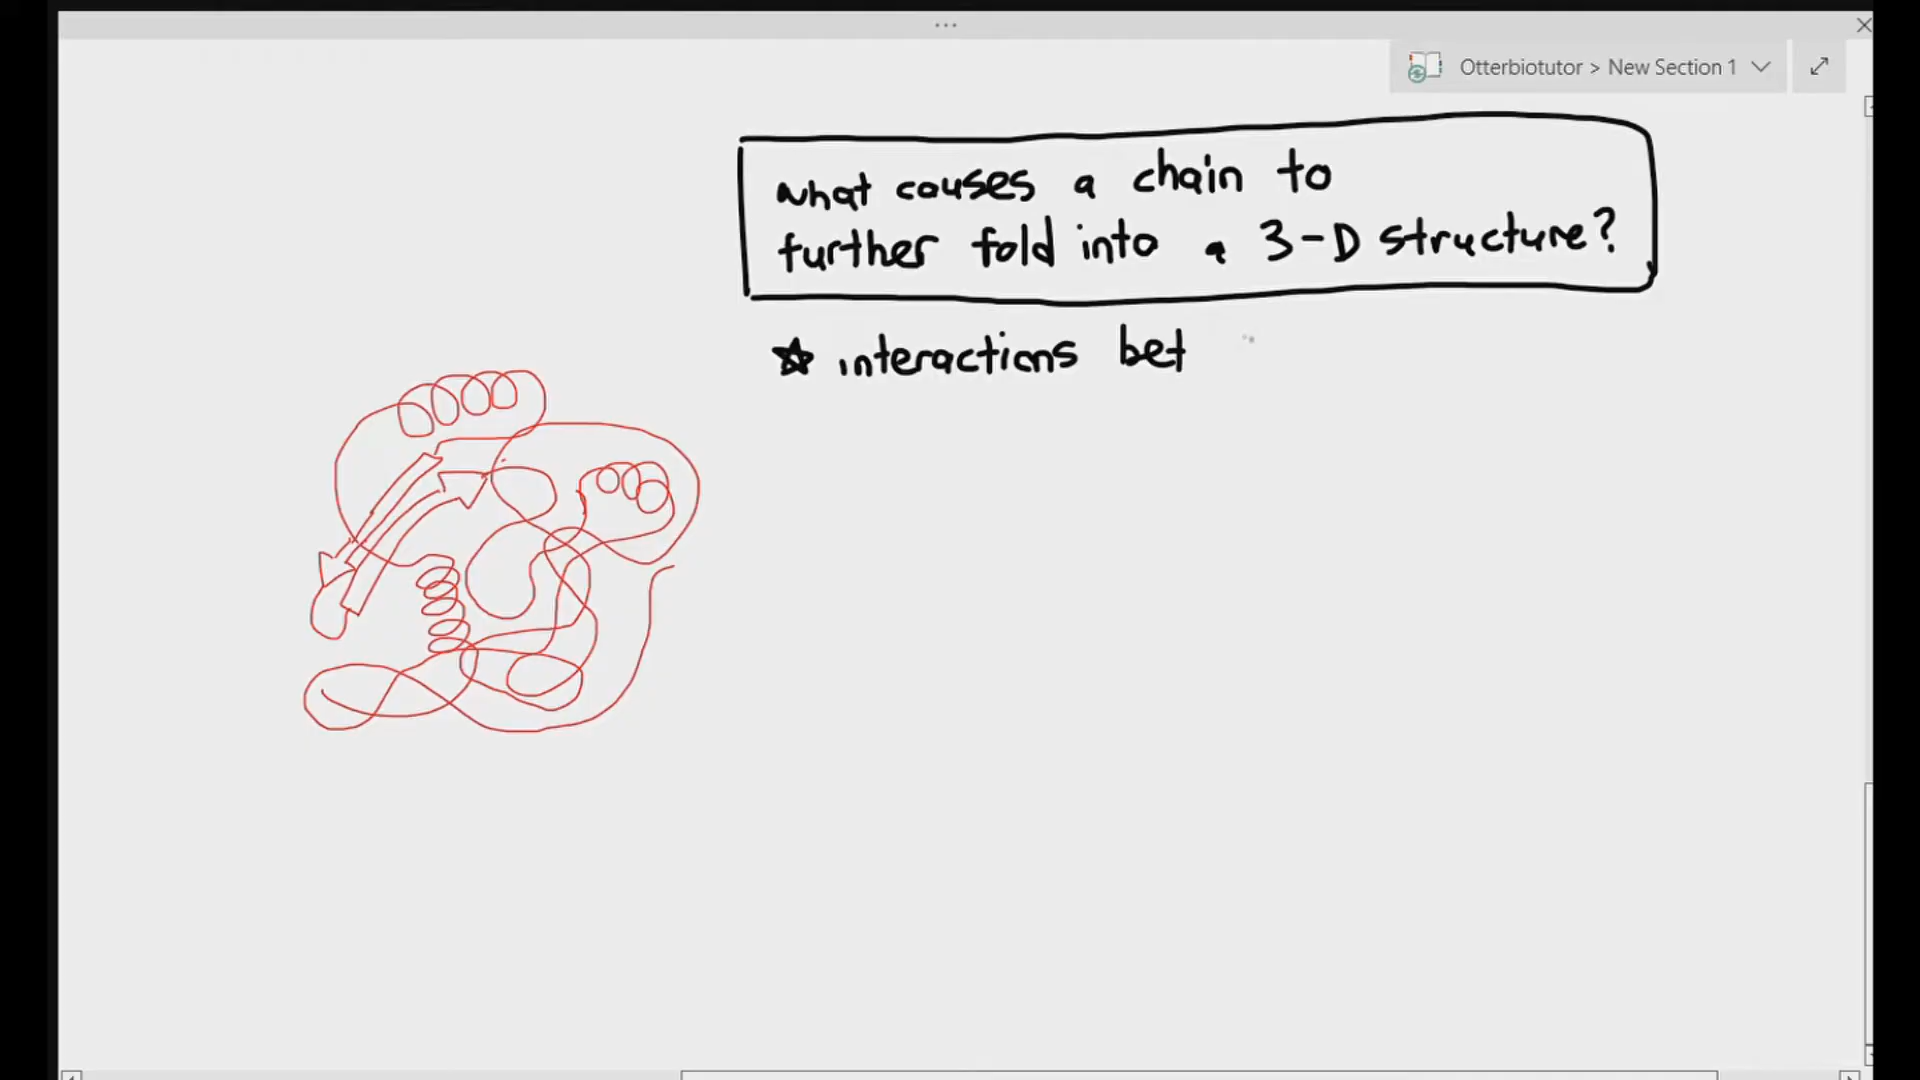 Otterbiotutor > New Section 1
what causes a chain to
further fold into a 3-D structure?
☆ interactions bet